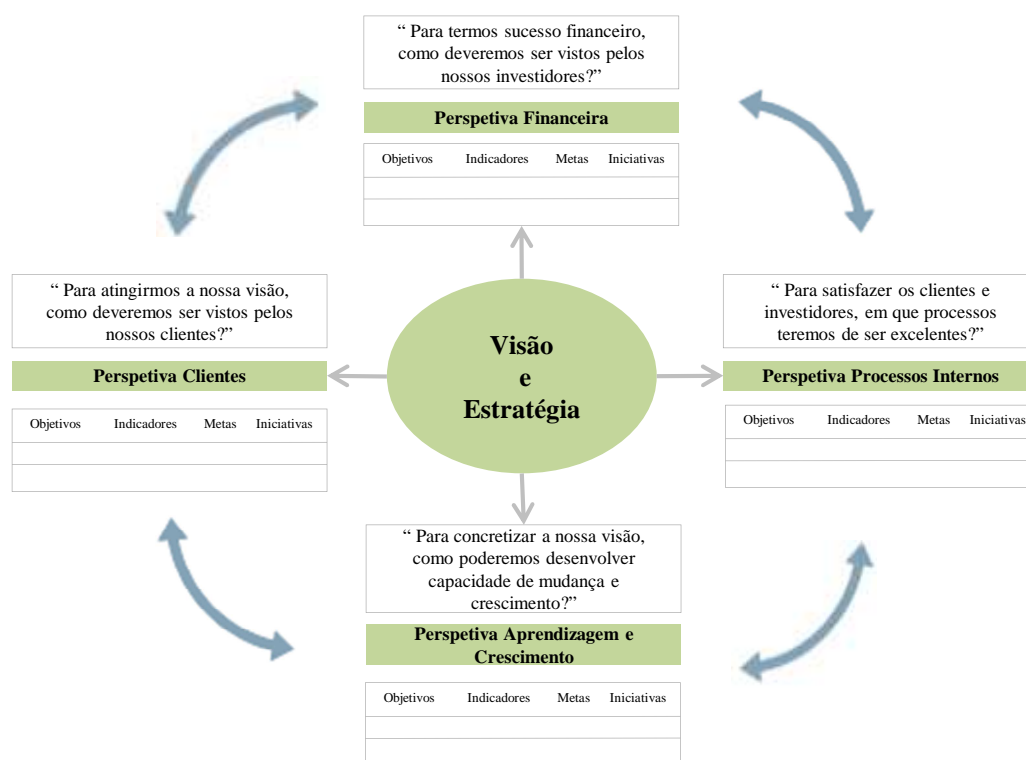 “ Para termos sucesso financeiro,
como deveremos ser vistos pelos
nossos investidores?”
Perspetiva Financeira
Objetivos Indicadores Metas Iniciativas
“ Para atingirmos a nossa visão,
como deveremos ser vistos pelos
nossos clientes?”
Perspetiva Clientes
Objetivos Indicadores Metas Iniciativas
Visão
e
Estratégia
“ Para satisfazer os clientes e
investidores, em que processos
teremos de ser excelentes?”
Perspetiva Processos Internos
Objetivos Indicadores Metas Iniciativas
“ Para concretizar a nossa visão,
como poderemos desenvolver
capacidade de mudança e
crescimento?”
Perspetiva Aprendizagem e
Crescimento
Objetivos Indicadores Metas Iniciativas